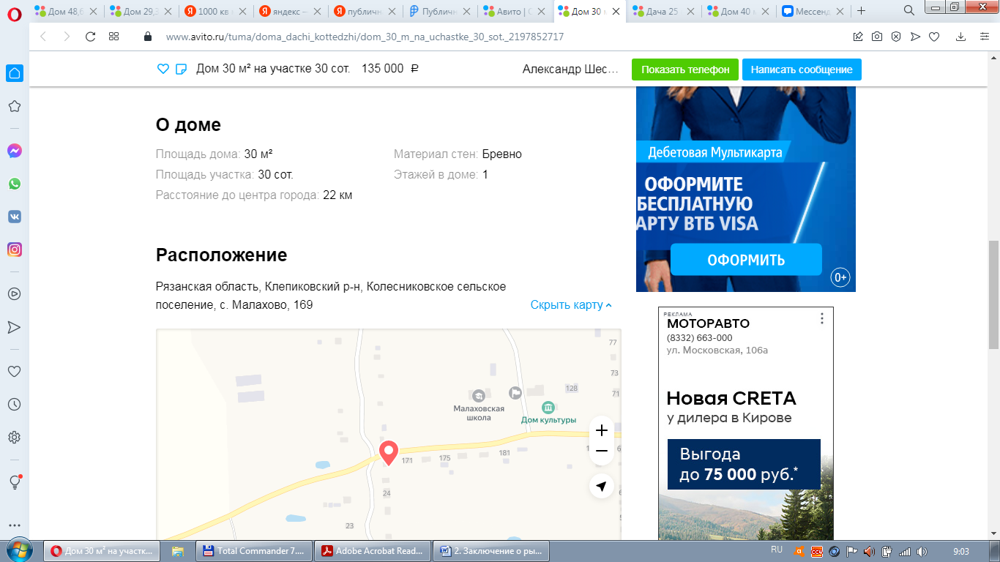 Дом 48,6
Дом 29,3
1000 кв м
яндекс —
публичн
Публичн
Авито | С
Дом 30 м
Дача 25
Дом 40 м
Мессенд
www.avito.ru/tuma/doma_dachi_kottedzhi/dom_30_m_na_uchastke_30_sot._2197852717
Дом 30 м² на участке 30 сот. 135 000 ₽
Александр Шес...
Показать телефон
Написать сообщение
О доме
Площадь дома: 30 м²
Материал стен: Бревно
Площадь участка: 30 сот.
Этажей в доме: 1
Расстояние до центра города: 22 км
Расположение
Рязанская область, Клепиковский р-н, Колесниковское сельское
поселение, с. Малахово, 169
Скрыть карту
77
73
71
128
Малаховская
школа
Дом культуры
171
175
181
24
23
Дебетовая Мультикарта
ОФОРМИТЕ
БЕСПЛАТНУЮ
АРТУ ВТБ VISA
ОФОРМИТЬ
0+
РЕКЛАМА
МОТОРАВТО
(8332) 663-000
ул. Московская, 106а
Новая CRETA
у дилера в Кирове
Выгода
до 75 000 руб.*
Дом 30 м² на участк...
Total Commander 7....
Adobe Acrobat Read...
2. Заключение о ры...
RU
CCL
9:03